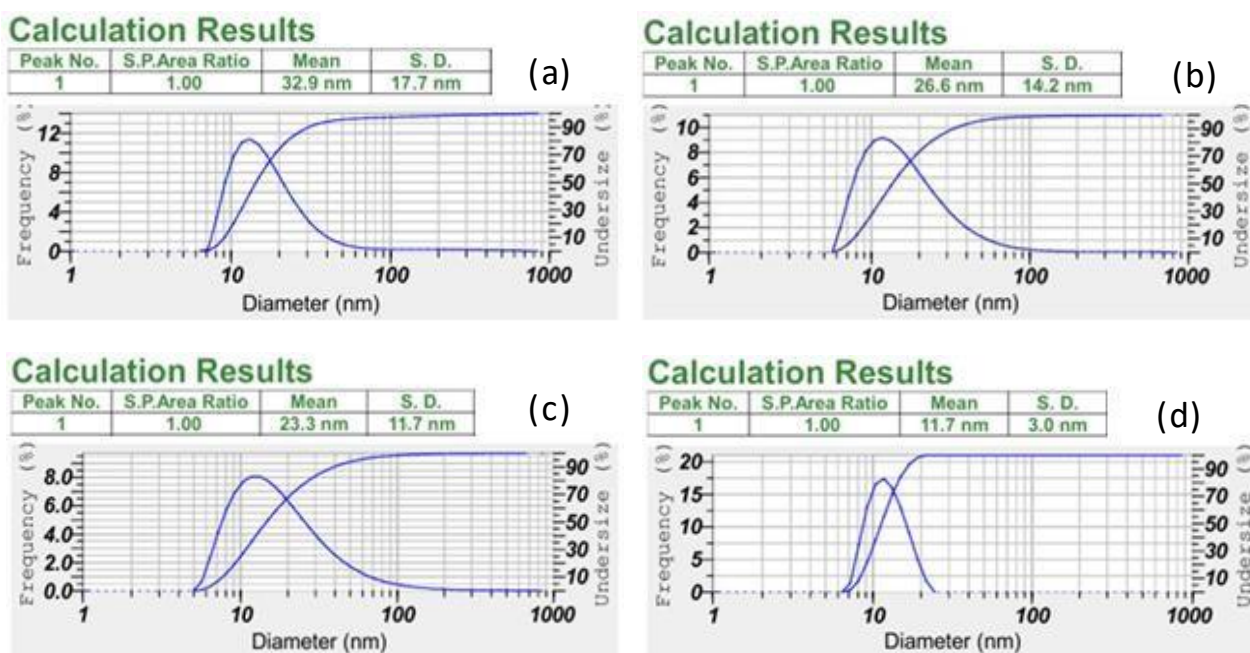 Calculation Results
Peak No. S.P.Area Ratio Mean S. D.
1 1.00 32.9 nm 17.7 nm
(a)
Frequency (%)
12
8
4
0
90
70
50
30
10
Undersize (%)
1 10 100 1000
Diameter (nm)
Calculation Results
Peak No. S.P.Area Ratio Mean S. D.
1 1.00 26.6 nm 14.2 nm
(b)
Frequency (%)
10
8
6
4
2
0
90
70
50
30
10
Undersize (%)
1 10 100 1000
Diameter (nm)
Calculation Results
Peak No. S.P.Area Ratio Mean S. D.
1 1.00 23.3 nm 11.7 nm
(c)
Frequency (%)
8.0
6.0
4.0
2.0
0.0
90
70
50
30
10
Undersize (%)
1 10 100 1000
Diameter (nm)
Calculation Results
Peak No. S.P.Area Ratio Mean S. D.
1 1.00 11.7 nm 3.0 nm
(d)
Frequency (%)
20
15
10
5
0
90
70
50
30
10
Undersize (%)
1 10 100 1000
Diameter (nm)